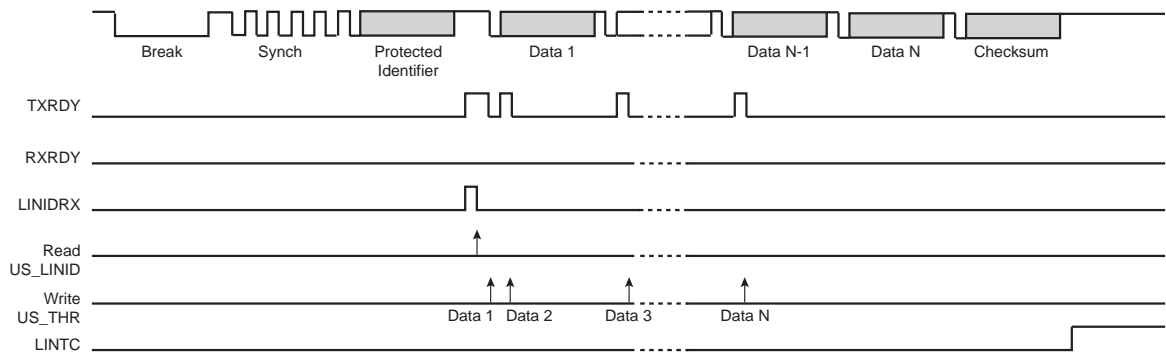 Break Synch Protected Data 1 Data N-1 Data N Checksum
Identifier
TXRDY
RXRDY
LINIDRX
Read
US_LINID
Write
US_THR
Data 1 Data 2 Data 3 Data N
LINTC